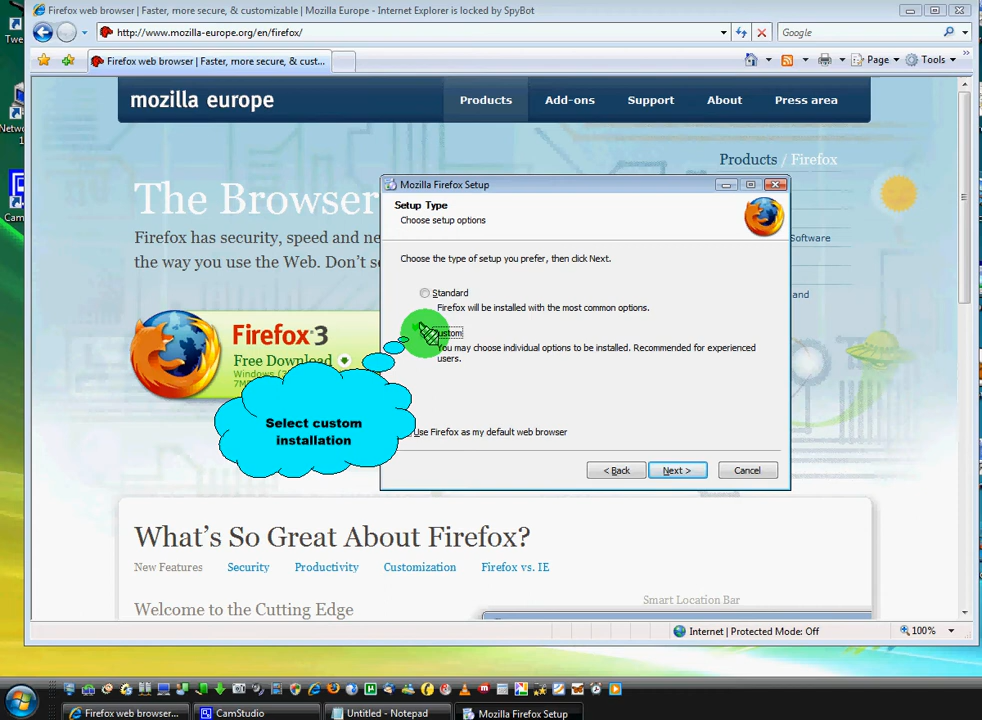 Firefox web browser | Faster, more secure, & customizable | Mozilla Europe - Internet Explorer is locked by SpyBot
http://www.mozilla-europe.org/en/firefox/
Google
Firefox web browser | Faster, more secure, & cust...
Page
Tools
Twe
Network
1
Cam
mozilla europe
Products
Add-ons
Support
About
Press area
Products / Firefox
The Browser
Firefox has security, speed and ne
the way you use the Web. Don't se
Software
and
Firefox 3
Free Download
Mozilla Firefox Setup
Setup Type
Choose setup options
Choose the type of setup you prefer, then click Next.
Standard
Firefox will be installed with the most common options.
ustom
You may choose individual options to be installed. Recommended for experienced
users.
Use Firefox as my default web browser
< Back
Next >
Cancel
Select custom
installation
What's So Great About Firefox?
New Features
Security
Productivity
Customization
Firefox vs. IE
Welcome to the Cutting Edge
Smart Location Bar
Internet | Protected Mode: Off
100%
Firefox web browser...
CamStudio
Untitled - Notepad
Mozilla Firefox Setup